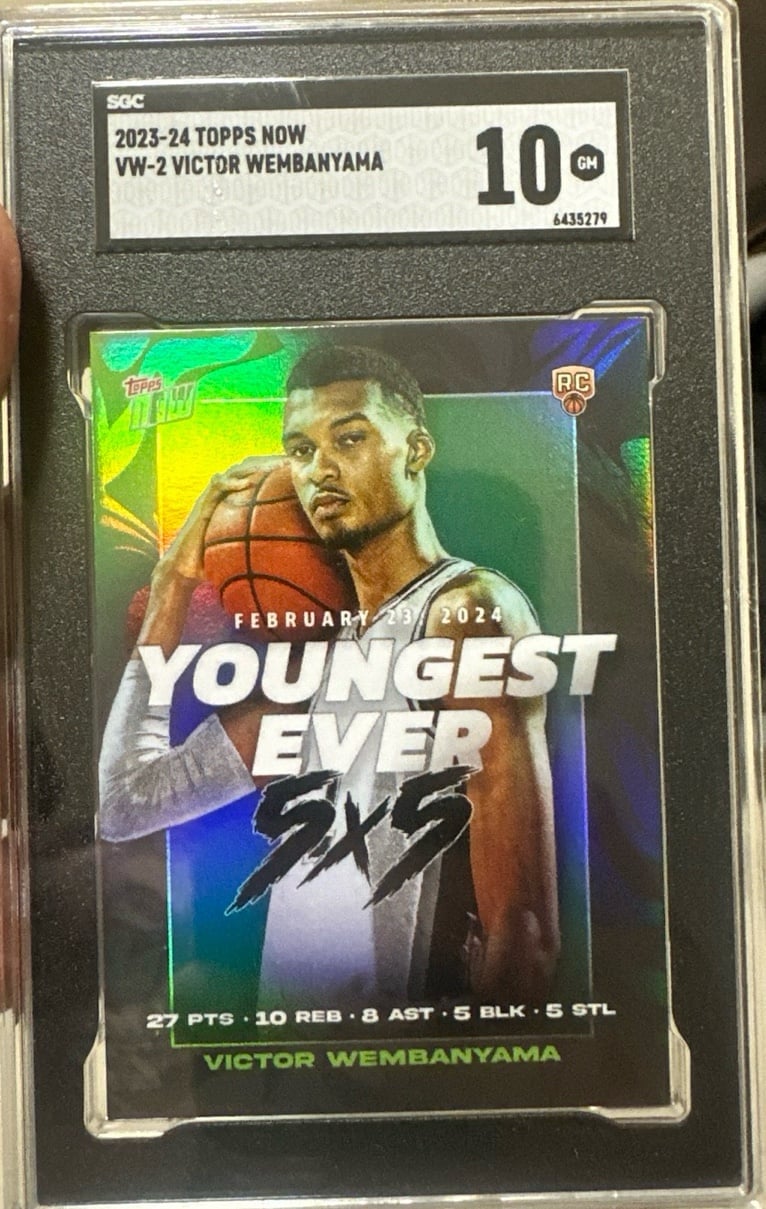 SGC
2023-24 TOPPS NOW
VW-2 VICTOR WEMBANYAMA
10 GM
6435279
topps
NOW
RC
FEBRUARY 23, 2024
YOUNGEST
EVER
5x5
27 PTS · 10 REB · 8 AST · 5 BLK · 5 STL
VICTOR WEMBANYAMA